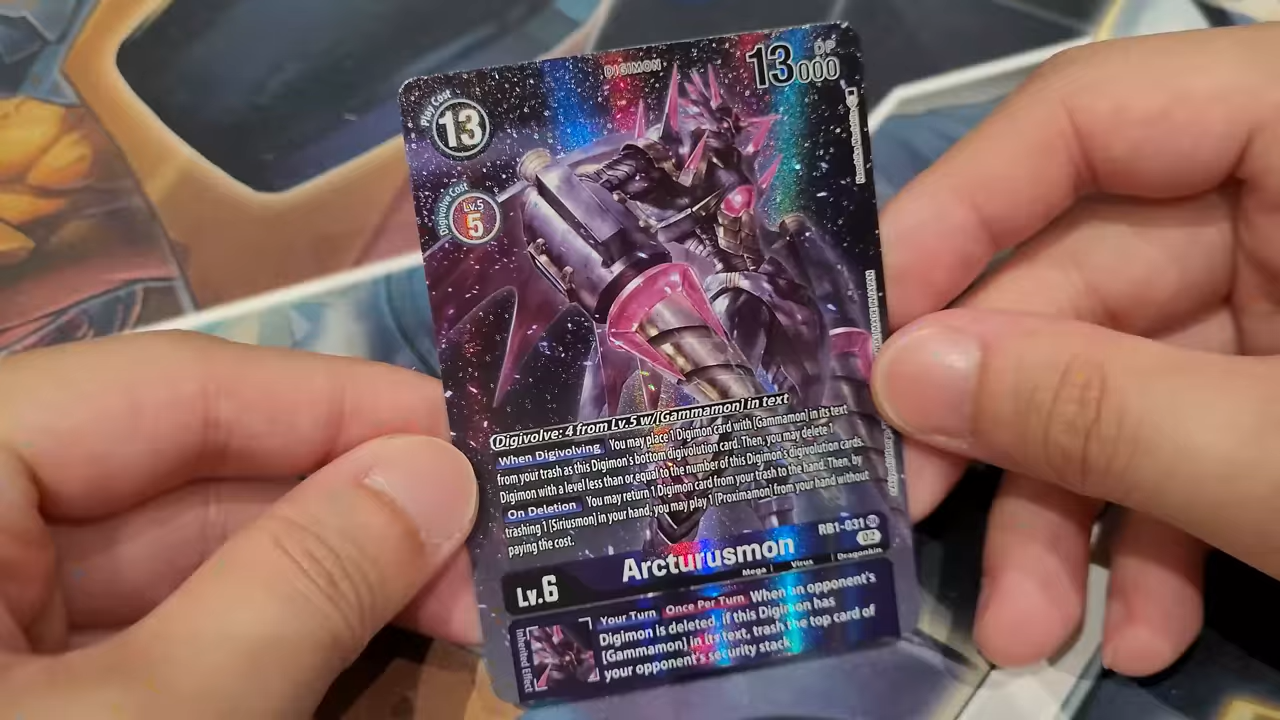 DIGIMON
DP
13000
Play Cost
13
Digivolve Cost
Lv.5
5
Digivolve: 4 from Lv.5 w/[Gammamon] in text
When Digivolving You may place 1 Digimon card with [Gammamon] in its text
from your trash as this Digimon's bottom digivolution card. Then, you may delete 1
Digimon with a level less than or equal to the number of this Digimon's digivolution cards.
On Deletion You may return 1 Digimon card from your trash to the hand. Then, by
trashing 1 [Siriusmon] in your hand, you may play 1 [Proximamon] from your hand without
paying the cost.
RB1-031 SR
02
Arcturusmon
Lv.6
Mega | Virus | Dragonkin
Inherited Effect
Your Turn Once Per Turn When an opponent's
Digimon is deleted, if this Digimon has
[Gammamon] in its text, trash the top card of
your opponent's security stack.
MADE IN JAPAN